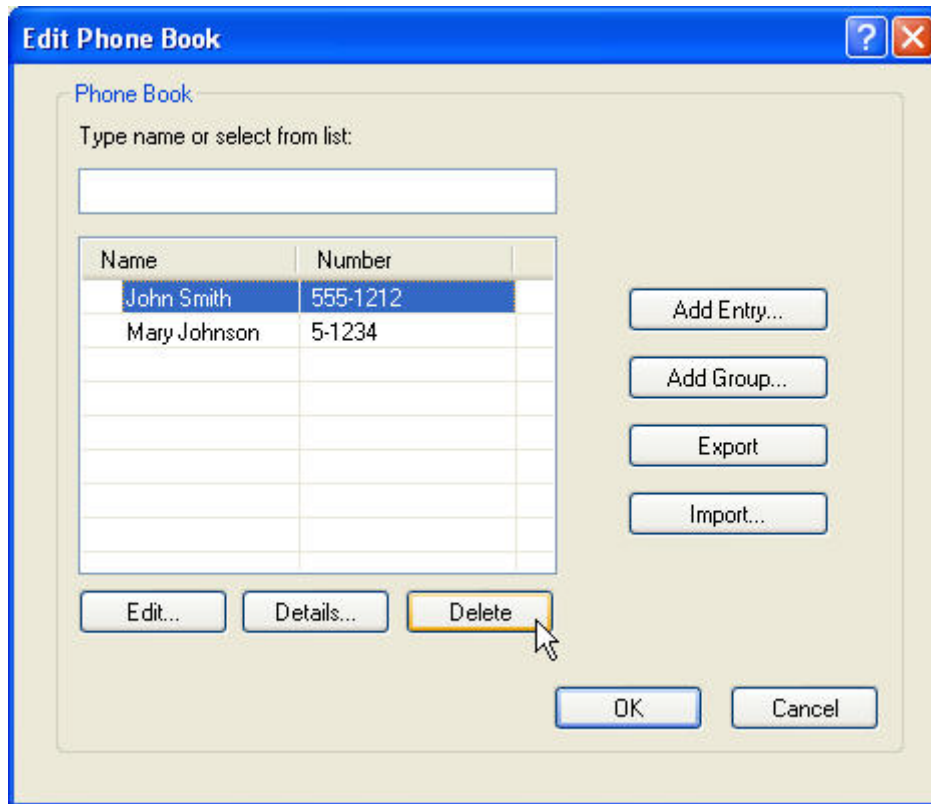 Edit Phone Book
?
Phone Book
Type name or select from list:
Name Number
John Smith 555-1212
Mary Johnson 5-1234
Add Entry...
Add Group...
Export
Import...
Edit... Details... Delete
OK Cancel